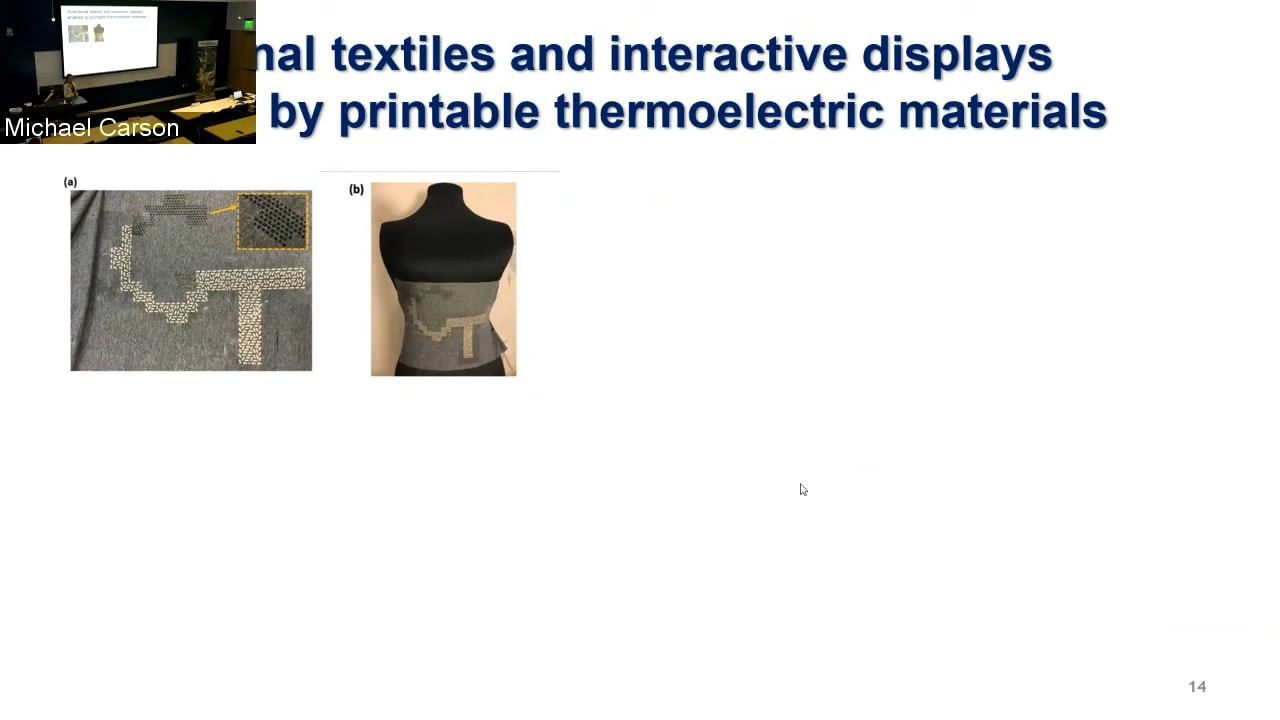 nal textiles and interactive displays
by printable thermoelectric materials
Michael Carson
(a)
(b)
14